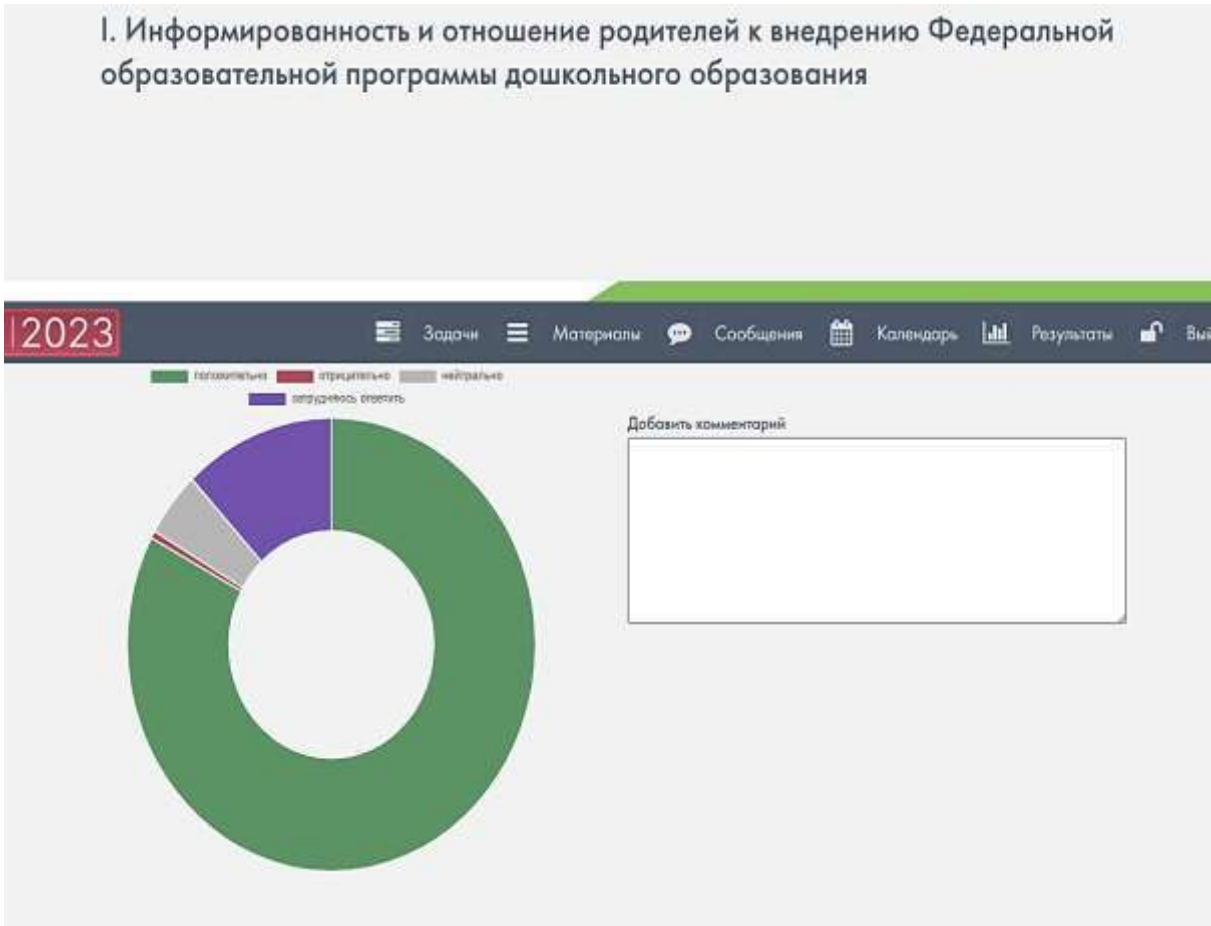 I. Информированность и отношение родителей к внедрению Федеральной
образовательной программы дошкольного образования
|2023
Задачи
Материалы
Сообщения
Календарь
Результаты
Вый
положительно
отрицательно
нейтрально
затрудняюсь ответить
Добавить комментарий